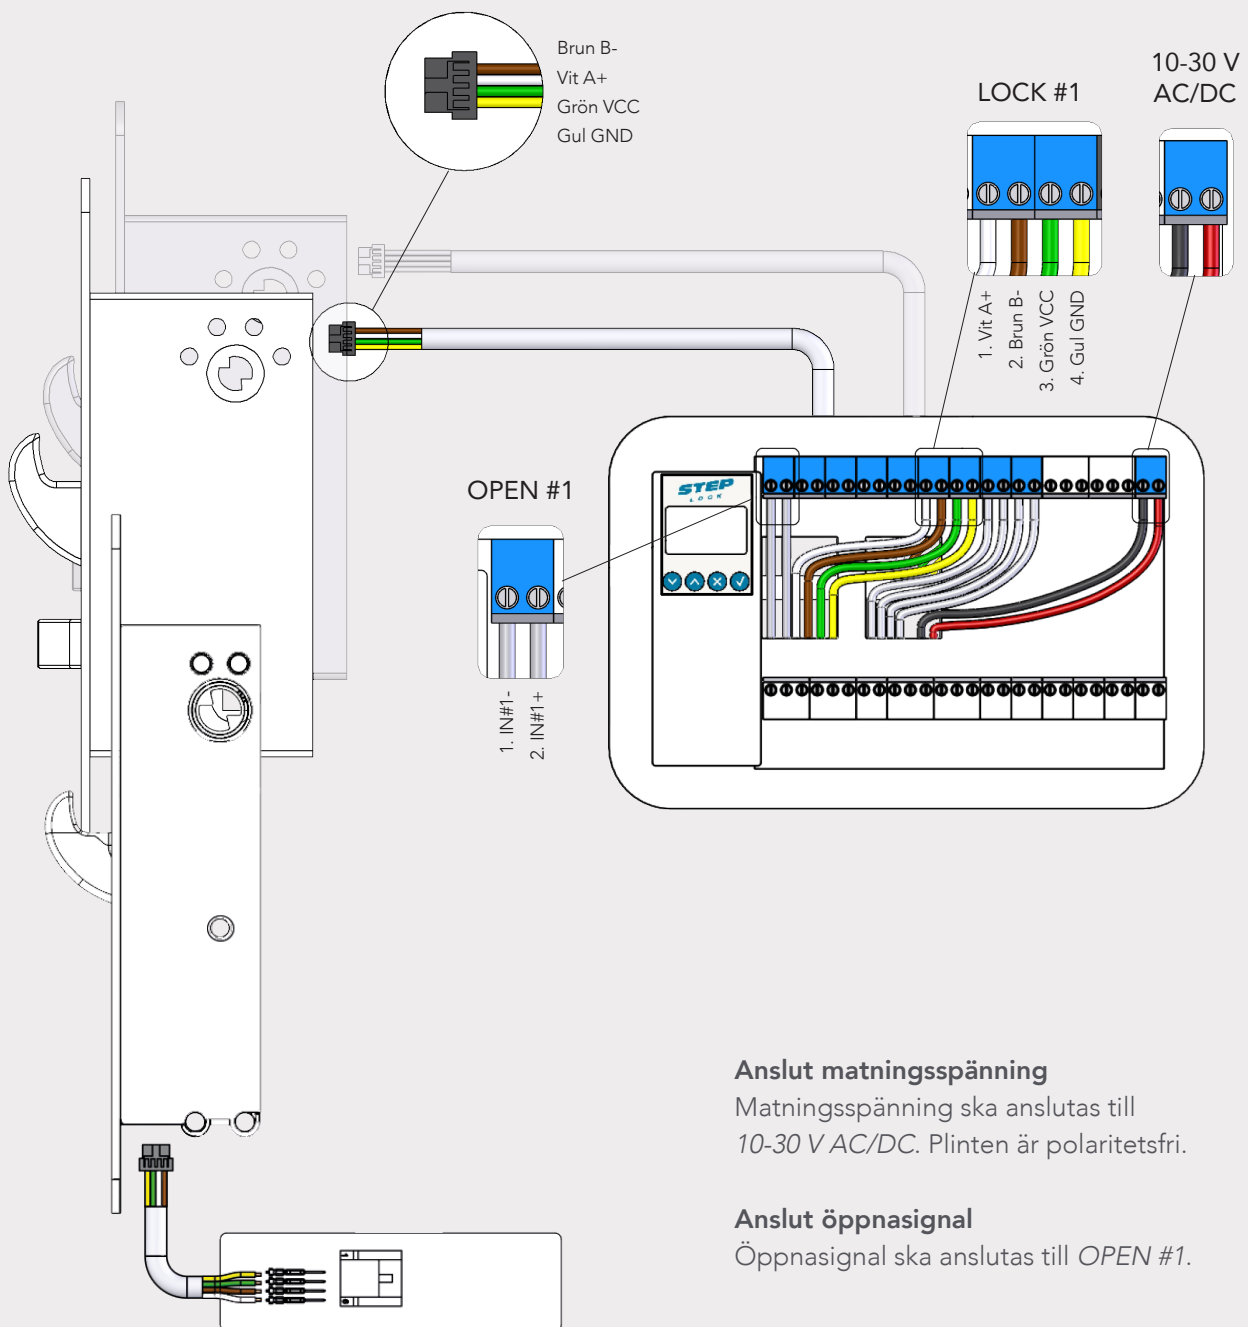 Brun B-
Vit A+
Grön VCC
Gul GND
LOCK #1
10-30 V
AC/DC
1. Vit A+
2. Brun B-
3. Grön VCC
4. Gul GND
OPEN #1
1. IN#1-
2. IN#1+
STEP
LOCK
Anslut matningsspänning
Matningsspänning ska anslutas till
10-30 V AC/DC. Plinten är polaritetsfri.
Anslut öppnasignal
Öppnasignal ska anslutas till OPEN #1.